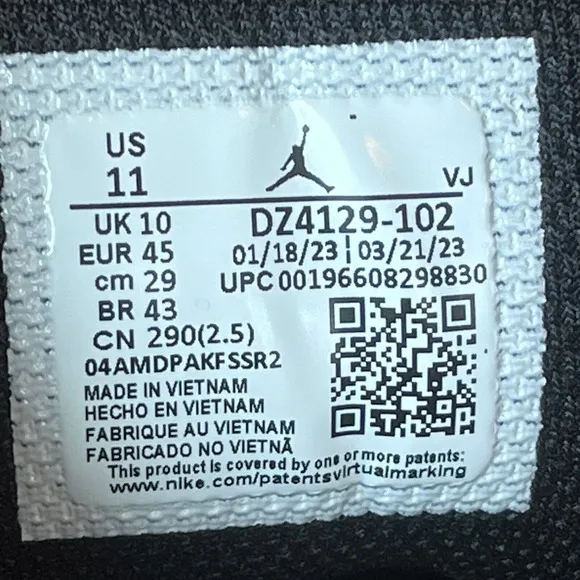 US
11
VJ
UK 10
DZ4129-102
EUR 45
01/18/23 | 03/21/23
cm 29
UPC 00196608298830
BR 43
CN 290(2.5)
04AMDPAKFSSR2
MADE IN VIETNAM
HECHO EN VIETNAM
FABRIQUE AU VIETNAM
FABRICADO NO VIETNÃ
This product is covered by one or more patents:
www.nike.com/patentsvirtualmarking